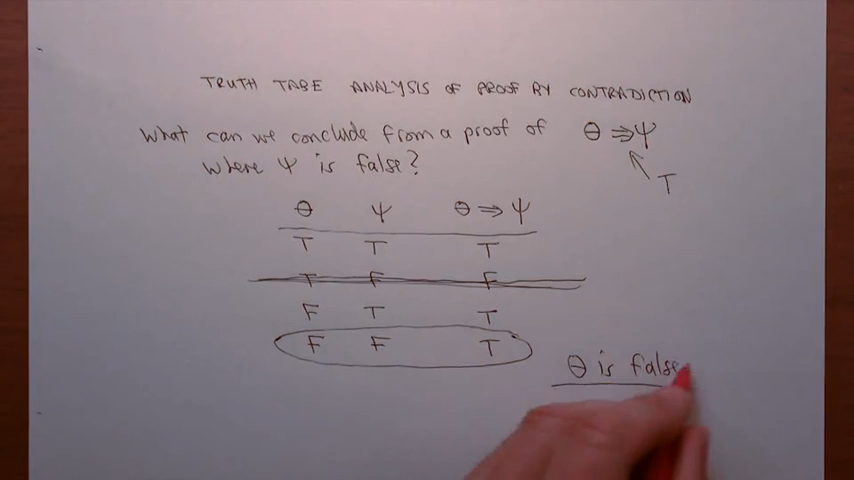 TRUTH TABE ANALYSIS OF PROOF BY CONTRADICTION
What can we conclude from a proof of θ ⇒ Ψ
where Ψ is false?
T
θ Ψ θ ⇒ Ψ
T T T
T F F
F T T
F F T
θ is false